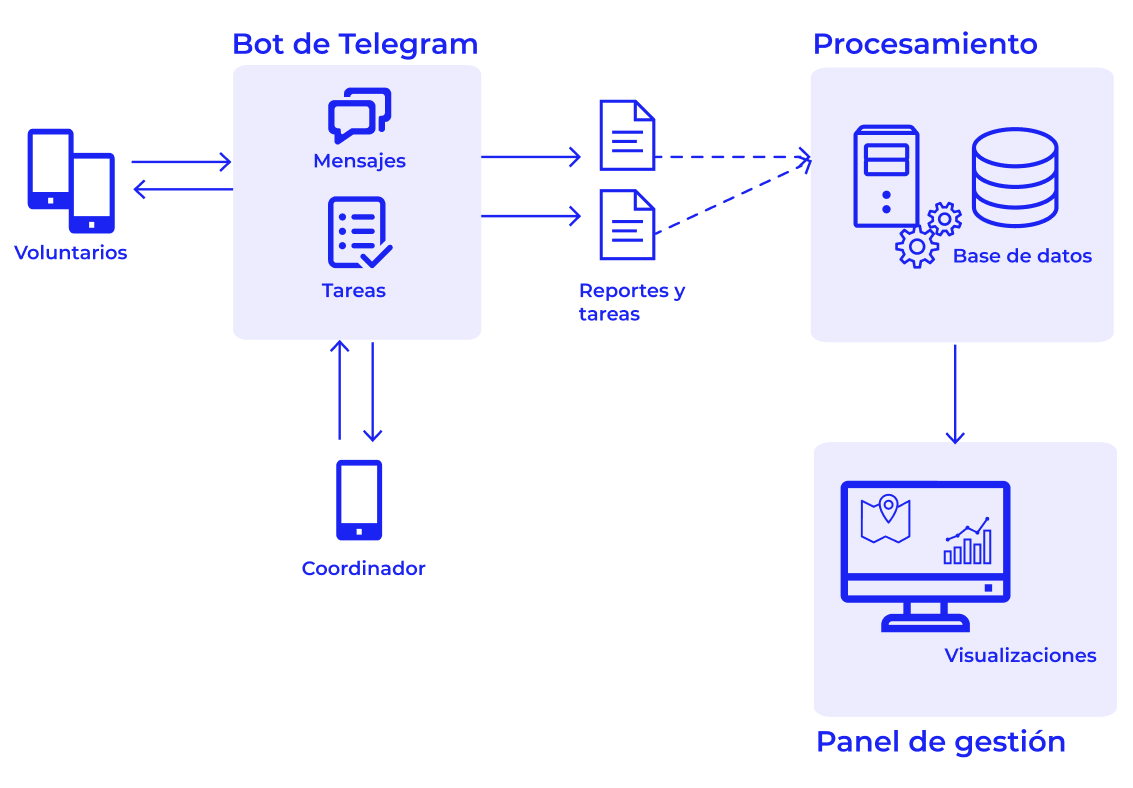 Bot de Telegram
Procesamiento
Mensajes
Voluntarios
Tareas
Reportes y
tareas
Base de datos
Coordinador
Visualizaciones
Panel de gestión